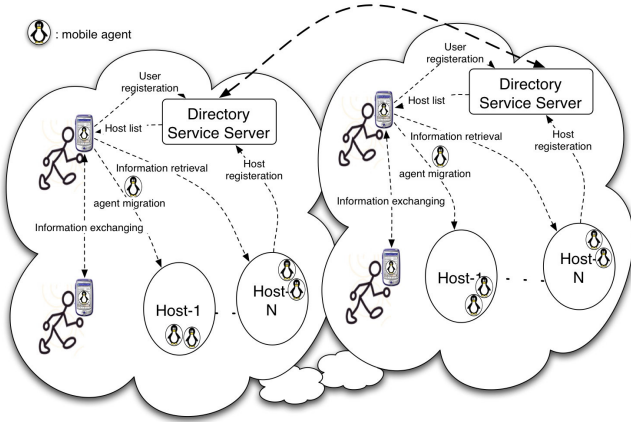 : mobile agent
User
registeration
Directory
Service Server
Host list
Information retrieval
Host
registeration
agent migration
Information exchanging
Host-1
Host-
N
User
registeration
Directory
Service Server
Host list
Information retrieval
Host
registeration
agent migration
Information exchanging
Host-1
Host-
N